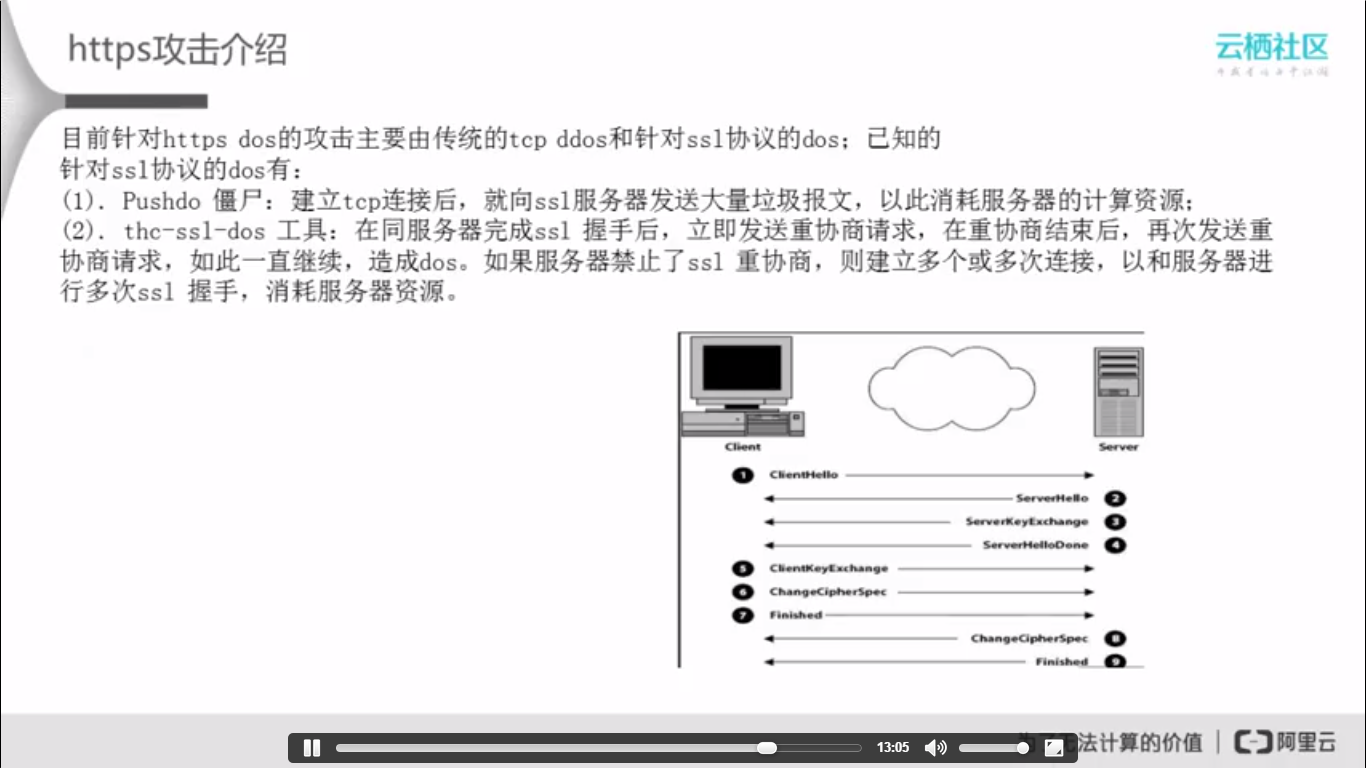 https攻击介绍
云栖社区
目前针对https dos的攻击主要由传统的tcp ddos和针对ssl协议的dos；已知的
针对ssl协议的dos有：
(1). Pushdo 僵尸：建立tcp连接后，就向ssl服务器发送大量垃圾报文，以此消耗服务器的计算资源；
(2). thc-ssl-dos 工具：在同服务器完成ssl 握手后，立即发送重协商请求，在重协商结束后，再次发送重
协商请求，如此一直继续，造成dos。如果服务器禁止了ssl 重协商，则建立多个或多次连接，以和服务器进
行多次ssl 握手，消耗服务器资源。
Client
Server
1 ClientHello
ServerHello 2
ServerKeyExchange 3
ServerHelloDone 4
5 ClientKeyExchange
6 ChangeCipherSpec
7 Finished
ChangeCipherSpec 8
Finished 9
13:05
无法计算的价值 | 阿里云